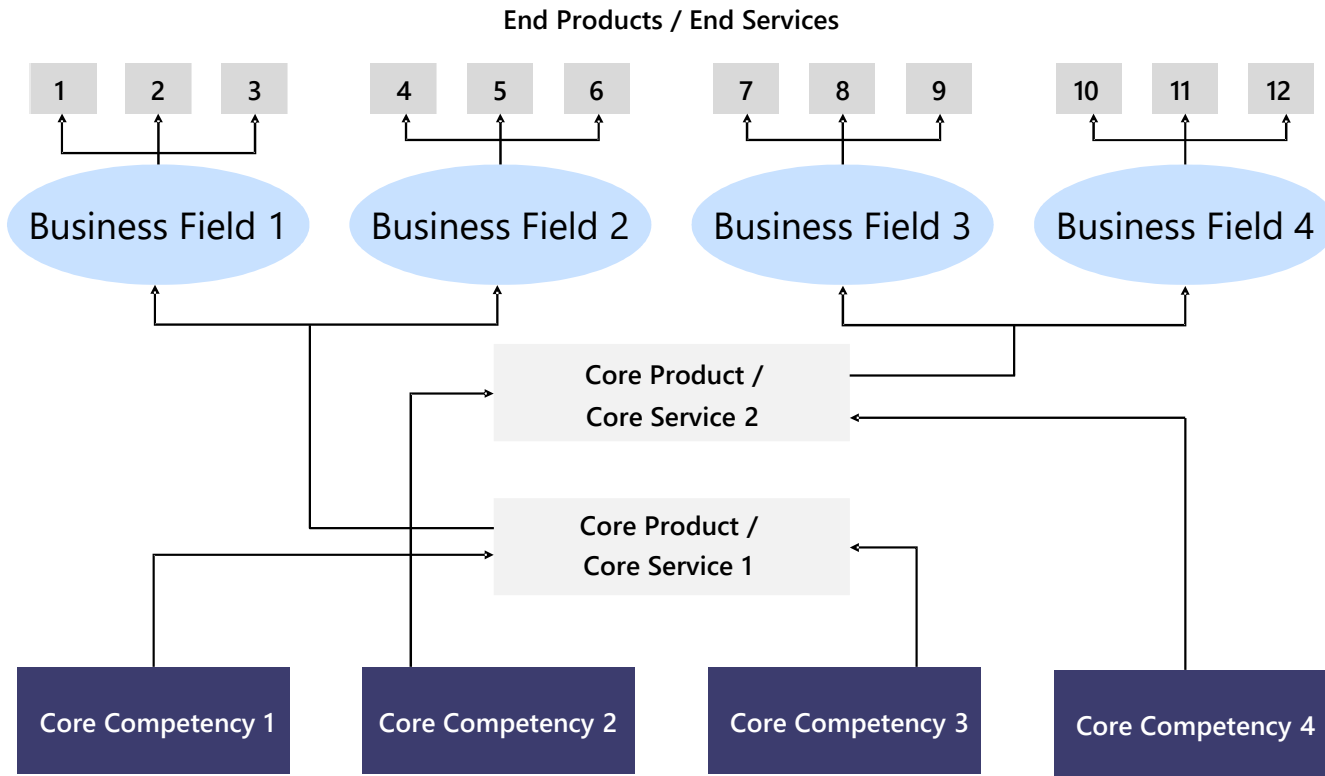 End Products / End Services
1
2
3
4
5
6
7
8
9
10
11
12
Business Field 1
Business Field 2
Business Field 3
Business Field 4
Core Product /
Core Service 2
Core Product /
Core Service 1
Core Competency 1
Core Competency 2
Core Competency 3
Core Competency 4